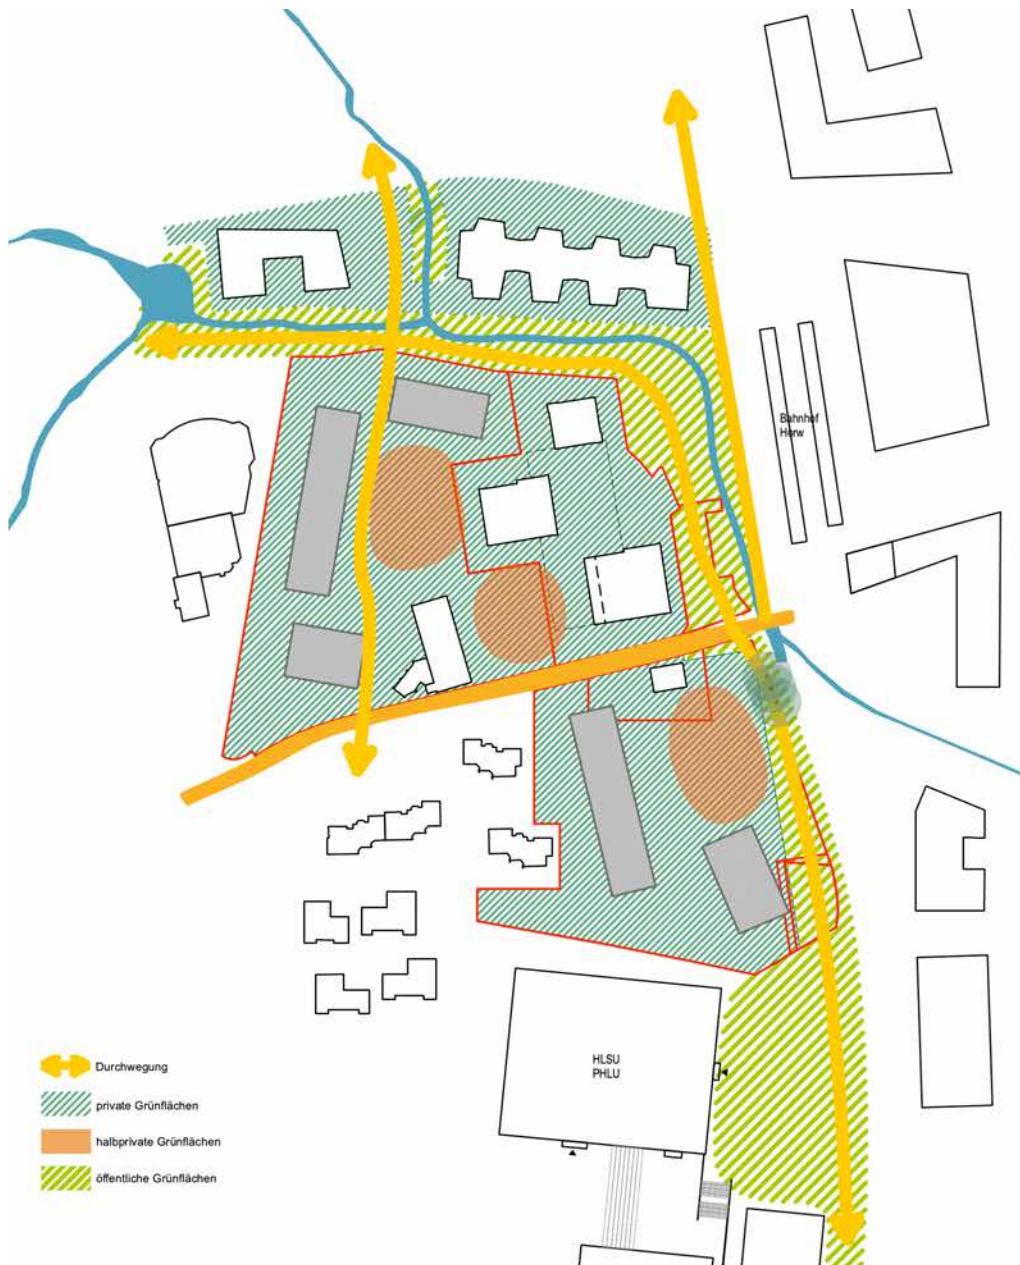 Bahnhof
Horw
HLSU
PHLU
Durchwegung
private Grünflächen
halbprivate Grünflächen
öffentliche Grünflächen